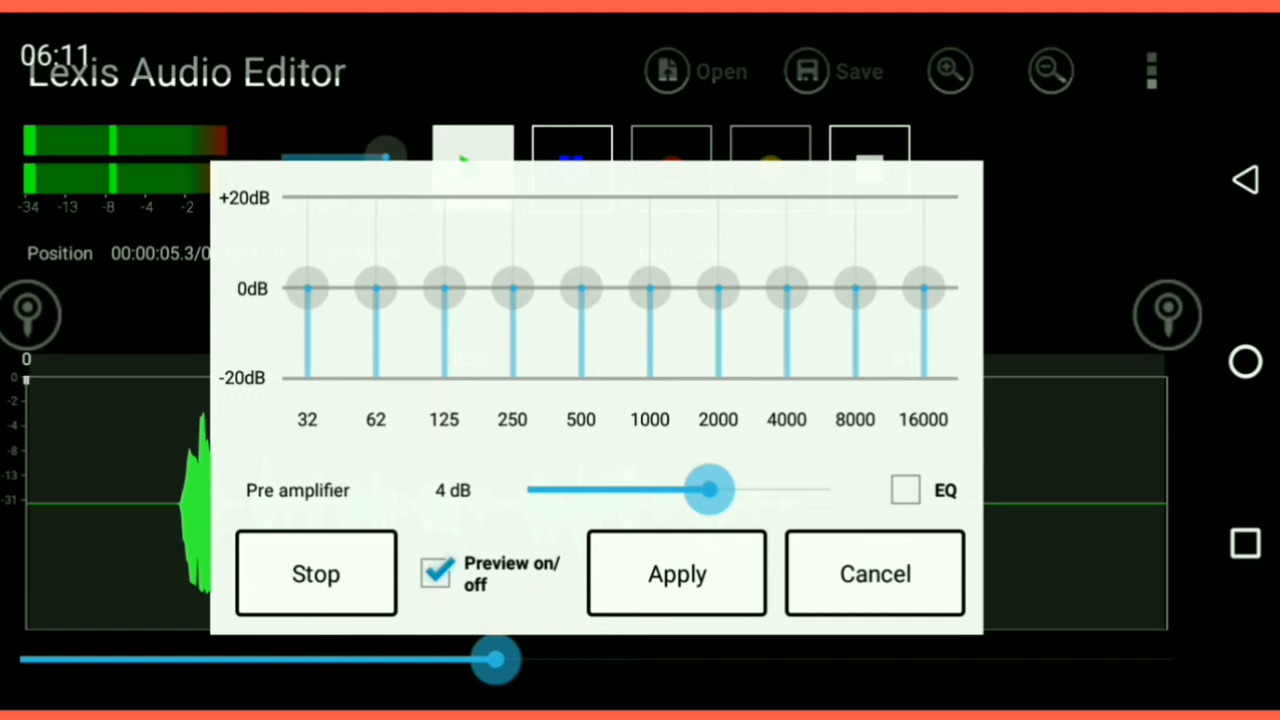 06:11
Lexis Audio Editor
Open
Save
-34 -13 -8 -4 -2
Position 00:00:05.3/0
+20dB
0dB
-20dB
32 62 125 250 500 1000 2000 4000 8000 16000
0
0
-2
-4
-8
-13
-31
Pre amplifier 4 dB EQ
Stop
Preview on/
off
Apply
Cancel